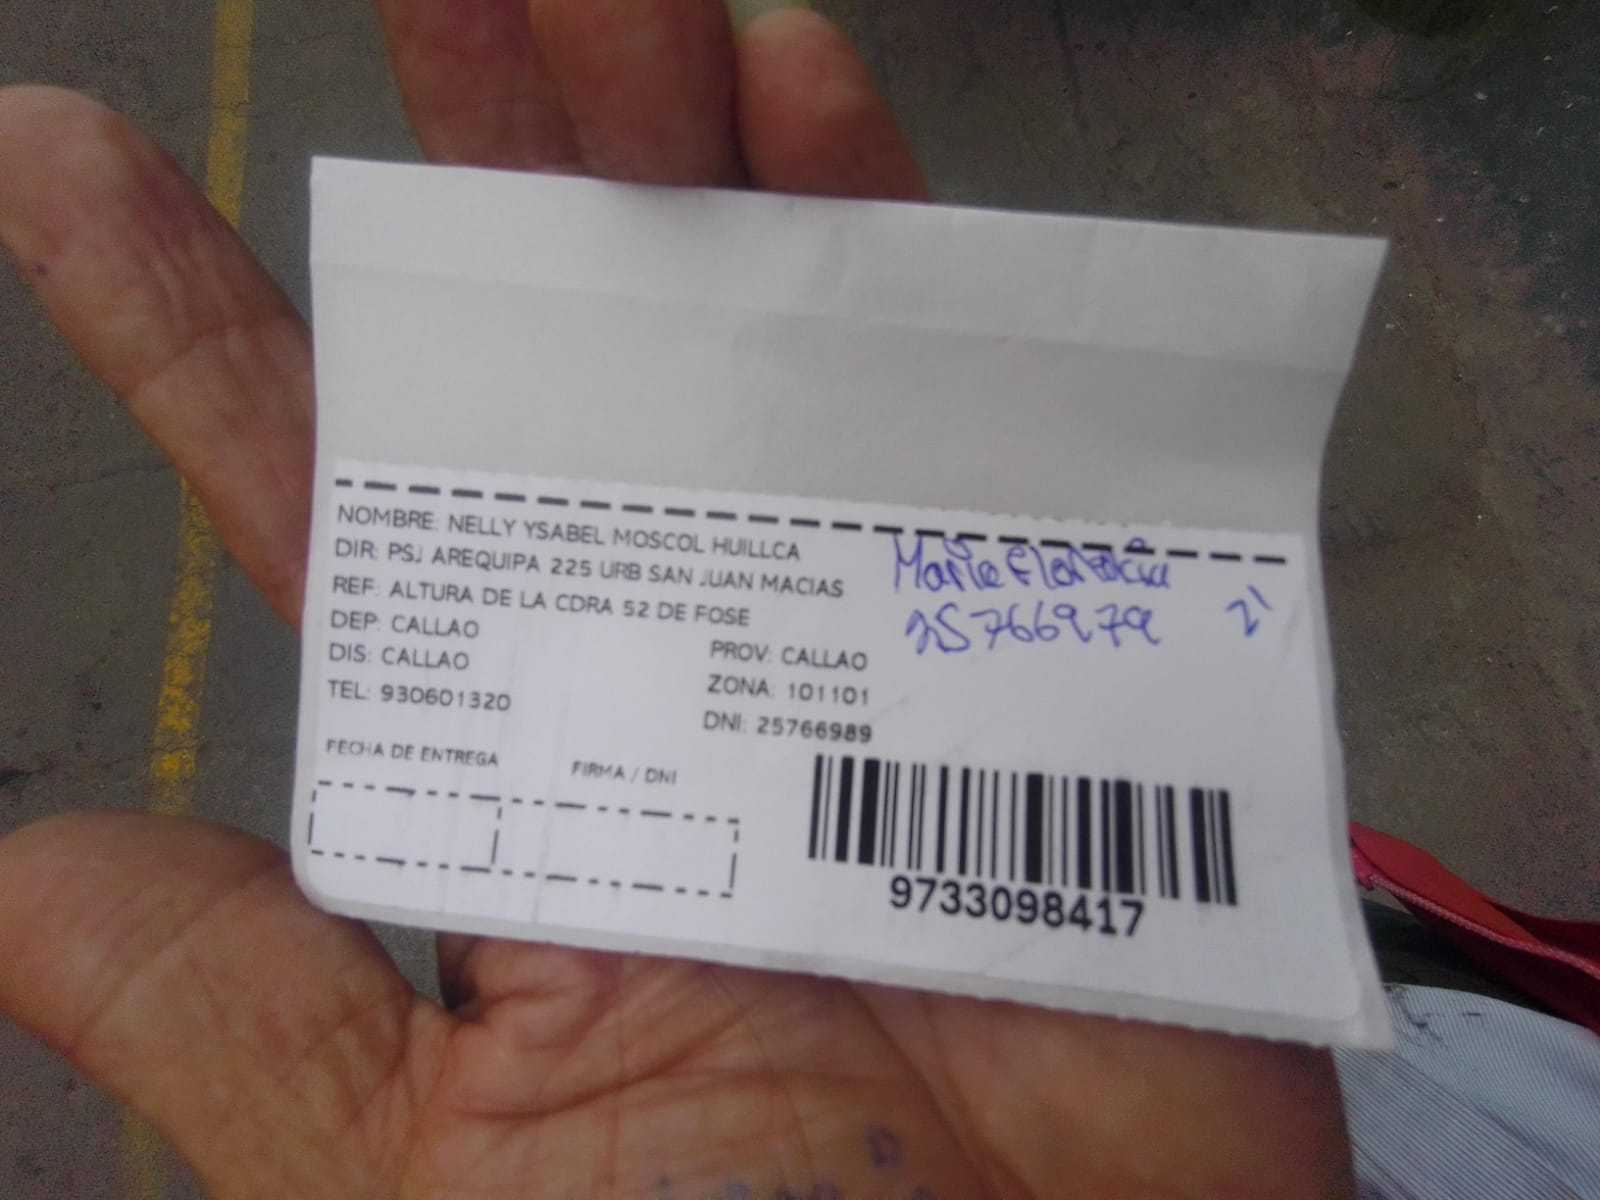 NOMBRE: NELLY YSABEL MOSCOL HUILLCA
DIR: PSJ AREQUIPA 225 URB SAN JUAN MACIAS
REF: ALTURA DE LA CDRA 52 DE FOSE
DEP: CALLAO
PROV: CALLAO
DIS: CALLAO
ZONA: 101101
TEL: 930601320
DNI: 25766989
Maria
FECHA DE ENTREGA
FIRMA / DNI
9733098417